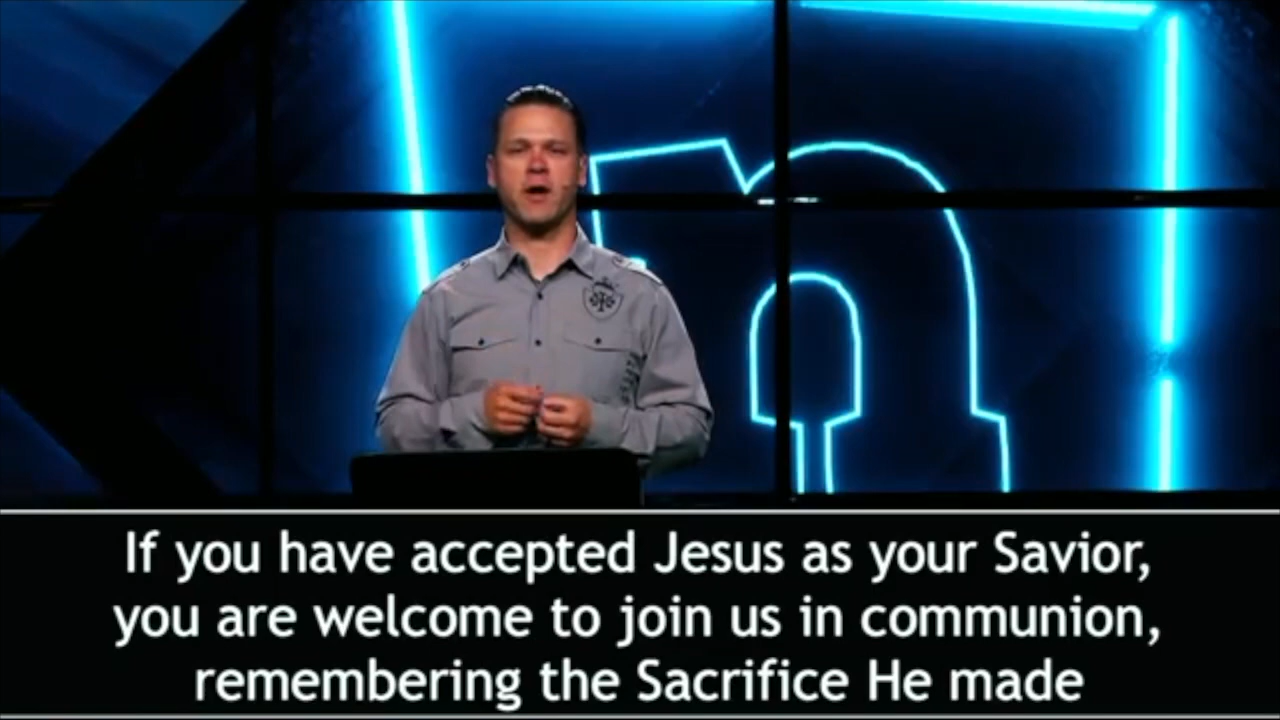 n
If you have accepted Jesus as your Savior,
you are welcome to join us in communion,
remembering the Sacrifice He made